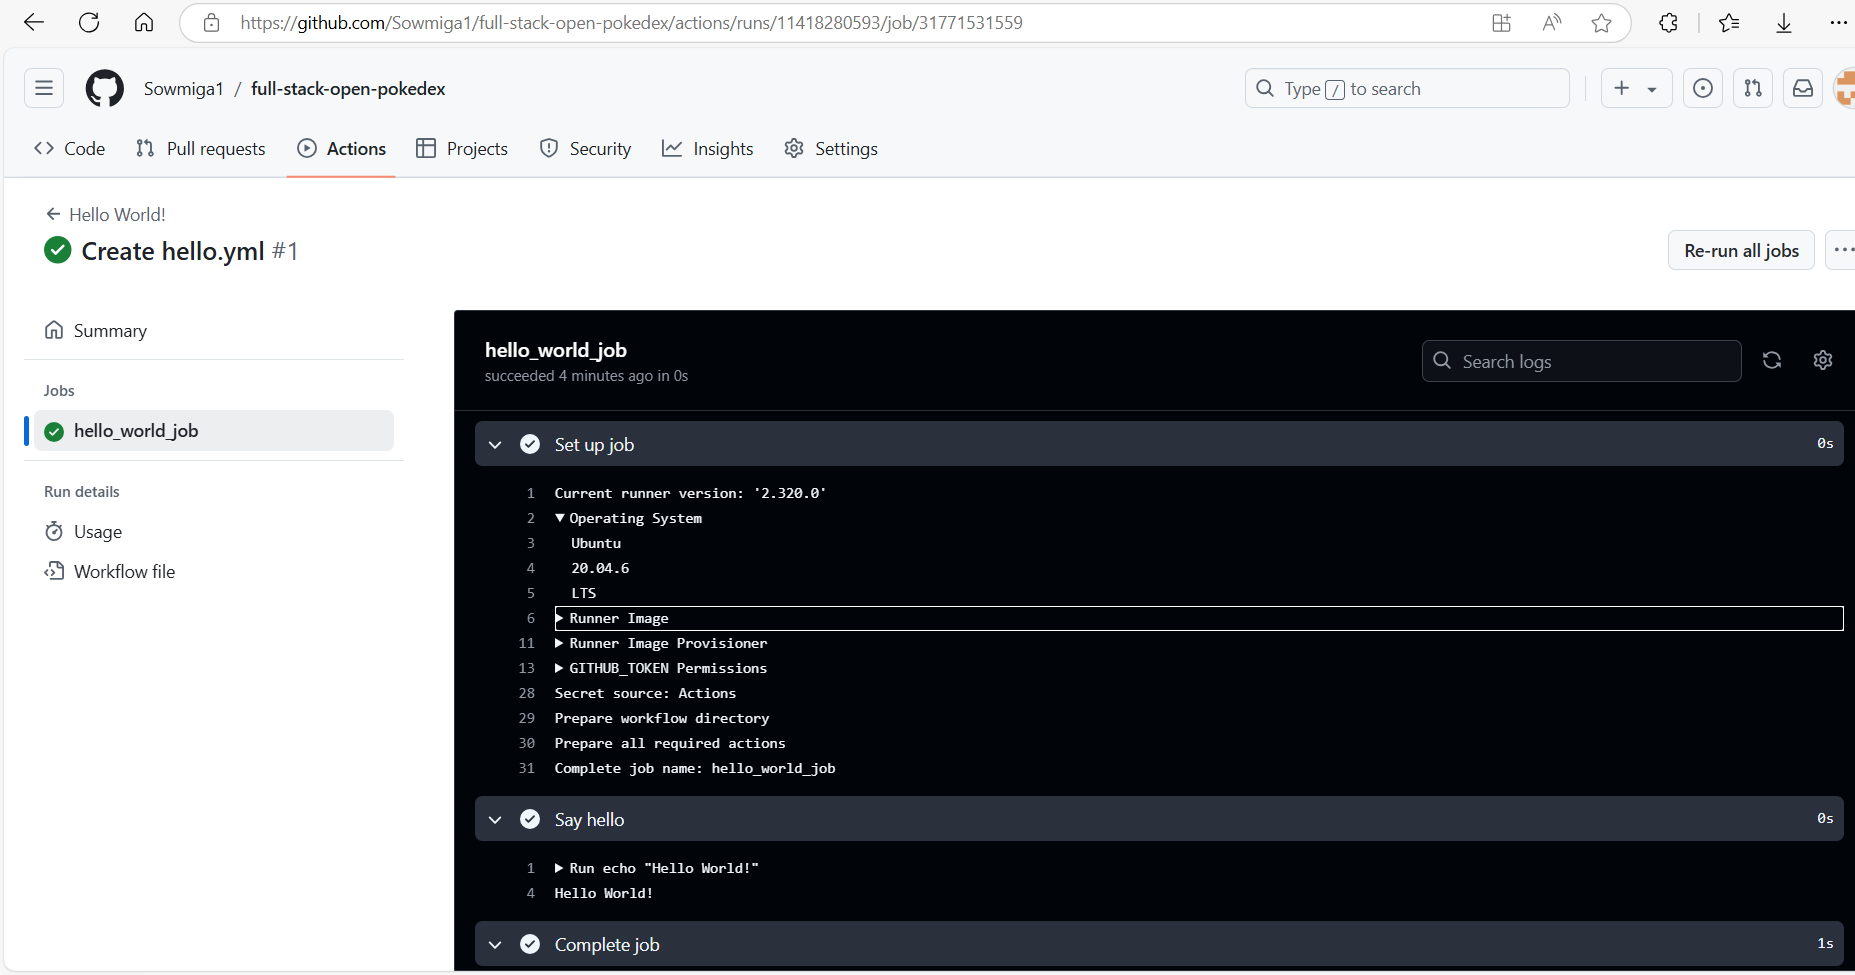 https://github.com/Sowmiga1/full-stack-open-pokedex/actions/runs/11418280593/job/31771531559
Sowmiga1 / full-stack-open-pokedex
Type / to search
Code Pull requests Actions Projects Security Insights Settings
← Hello World!
Create hello.yml #1
Re-run all jobs
Summary
Jobs
hello_world_job
Run details
Usage
Workflow file
hello_world_job
succeeded 4 minutes ago in 0s
Search logs
Set up job 0s
1 Current runner version: '2.320.0'
2 ▼ Operating System
3 Ubuntu
4 20.04.6
5 LTS
6 ▶ Runner Image
11 ▶ Runner Image Provisioner
13 ▶ GITHUB_TOKEN Permissions
28 Secret source: Actions
29 Prepare workflow directory
30 Prepare all required actions
31 Complete job name: hello_world_job
Say hello 0s
1 ▶ Run echo "Hello World!"
4 Hello World!
Complete job 1s